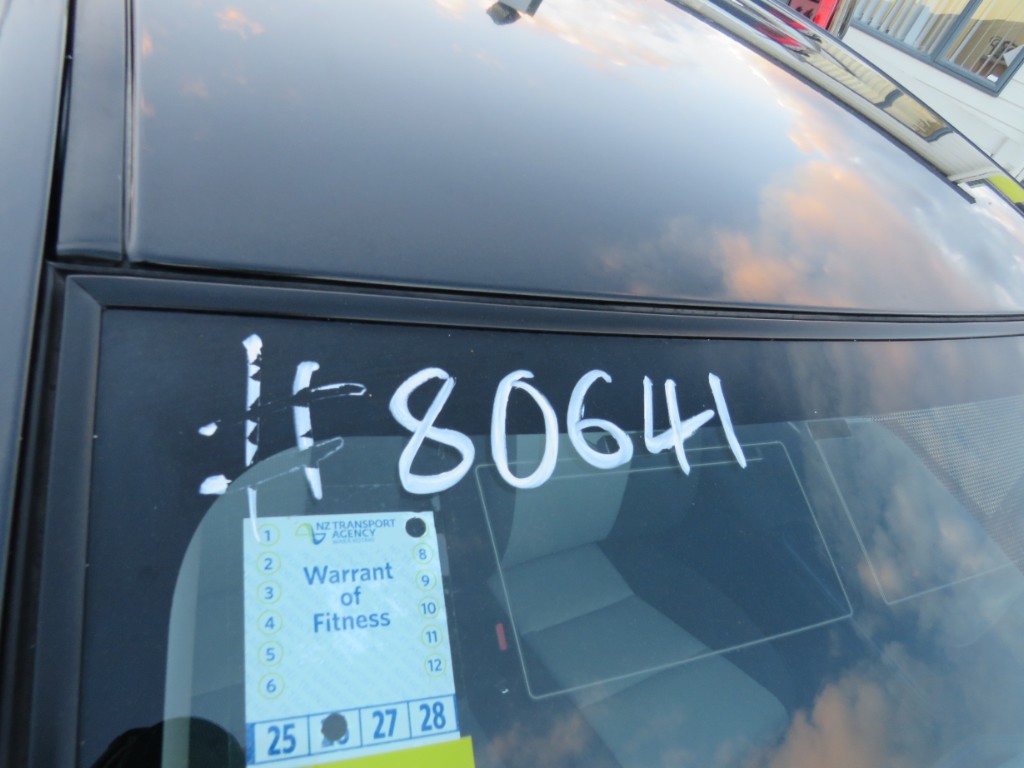 #80641
NZ TRANSPORT
AGENCY
Warrant
of
Fitness
1
2
3
4
5
6
8
9
10
11
12
25 27 28